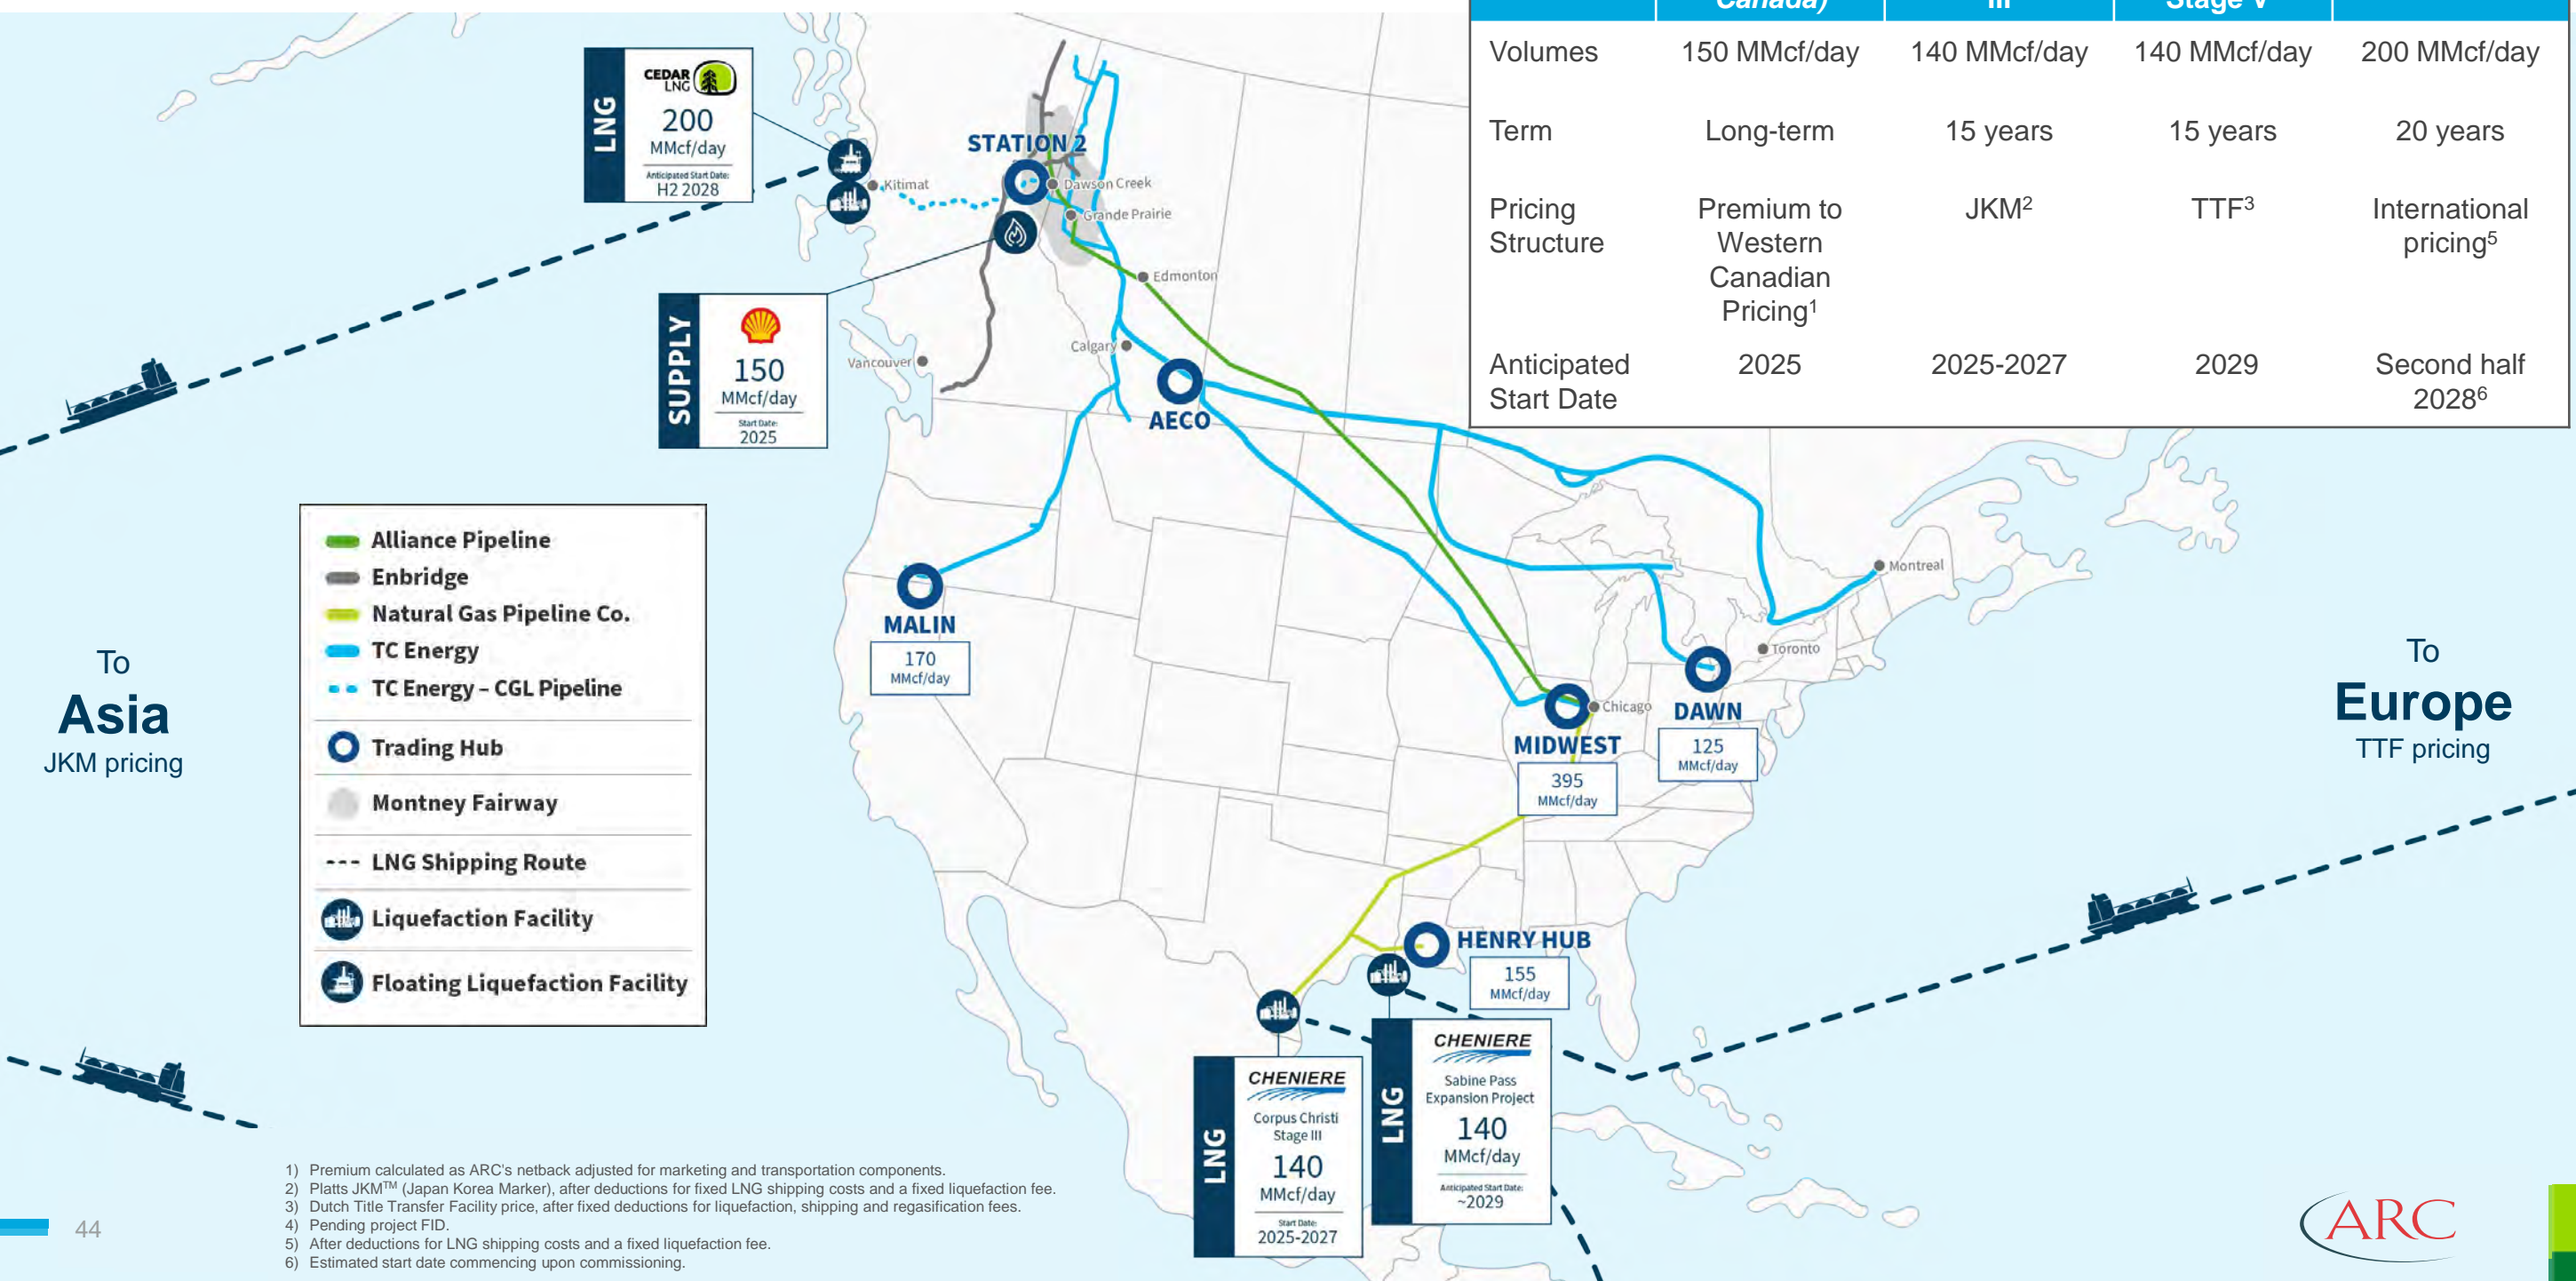 Canada)
III
Stage V
Volumes 150 MMcf/day 140 MMcf/day 140 MMcf/day 200 MMcf/day
Term Long-term 15 years 15 years 20 years
Pricing Structure
Premium to Western Canadian Pricing1
JKM2
TTF3
International pricing5
Anticipated Start Date
2025
2025-2027
2029
Second half 20286
LNG
CEDAR
LNG
200
MMcf/day
Anticipated Start Date:
H2 2028
SUPPLY
150
MMcf/day
Start Date:
2025
STATION 2
Kitimat
Dawson Creek
Grande Prairie
Edmonton
Calgary
Vancouver
AECO
Alliance Pipeline
Enbridge
Natural Gas Pipeline Co.
TC Energy
TC Energy – CGL Pipeline
Trading Hub
Montney Fairway
LNG Shipping Route
Liquefaction Facility
Floating Liquefaction Facility
To
Asia
JKM pricing
MALIN
170
MMcf/day
Montreal
Toronto
Chicago
DAWN
125
MMcf/day
MIDWEST
395
MMcf/day
To
Europe
TTF pricing
HENRY HUB
155
MMcf/day
LNG
CHENIERE
Corpus Christi
Stage III
140
MMcf/day
Start Date:
2025-2027
LNG
CHENIERE
Sabine Pass
Expansion Project
140
MMcf/day
Anticipated Start Date:
~2029
1) Premium calculated as ARC's netback adjusted for marketing and transportation components.
2) Platts JKM™ (Japan Korea Marker), after deductions for fixed LNG shipping costs and a fixed liquefaction fee.
3) Dutch Title Transfer Facility price, after fixed deductions for liquefaction, shipping and regasification fees.
4) Pending project FID.
5) After deductions for LNG shipping costs and a fixed liquefaction fee.
6) Estimated start date commencing upon commissioning.
44
ARC